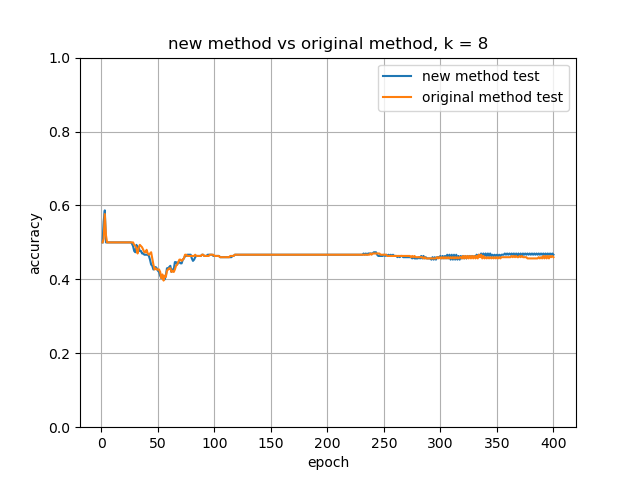 new method vs original method, k = 8
new method test
original method test
accuracy
1.0
0.8
0.6
0.4
0.2
0.0
0 50 100 150 200 250 300 350 400
epoch